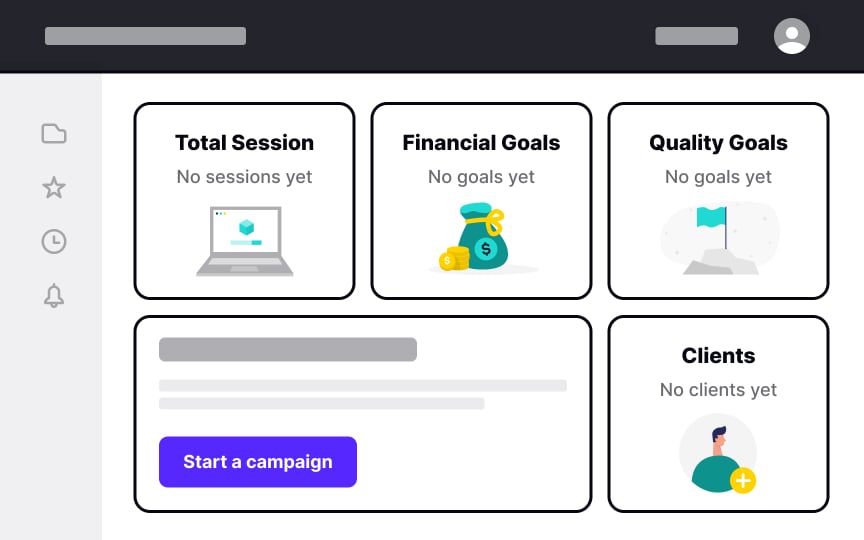 Total Session
No sessions yet
Financial Goals
No goals yet
$
$
Quality Goals
No goals yet
Start a campaign
Clients
No clients yet